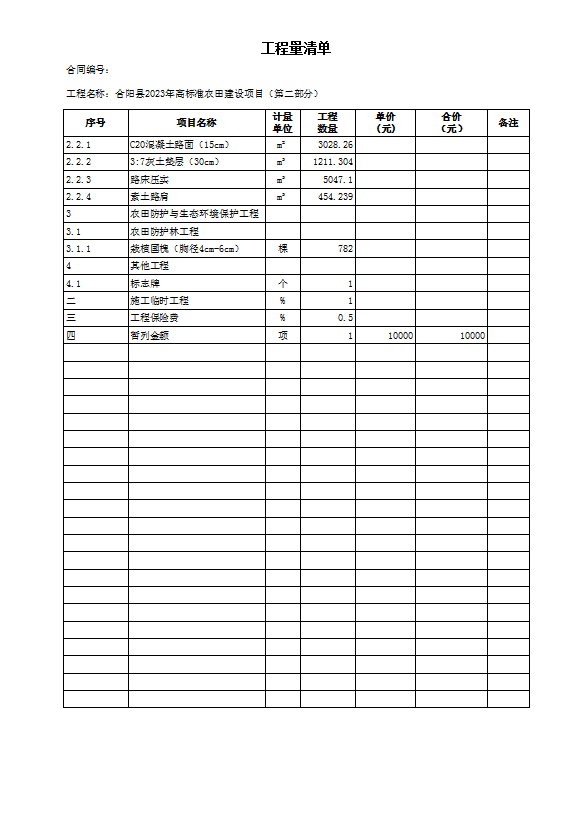 工程量清单
合同编号：
工程名称：合阳县2023年高标准农田建设项目（第二部分）
序号 项目名称 计量单位 工程数量 单价（元） 合价（元） 备注
2.2.1 C20混凝土路面（15cm） m² 3028.26
2.2.2 3:7灰土垫层（30cm） m³ 1211.304
2.2.3 路床压实 m² 5047.1
2.2.4 素土路肩 m³ 454.239
3 农田防护与生态环境保护工程
3.1 农田防护林工程
3.1.1 栽植国槐（胸径4cm-6cm） 棵 782
4 其他工程
4.1 标志牌 个 1
二 施工临时工程 % 1
三 工程保险费 % 0.5
四 暂列金额 项 1 10000 10000